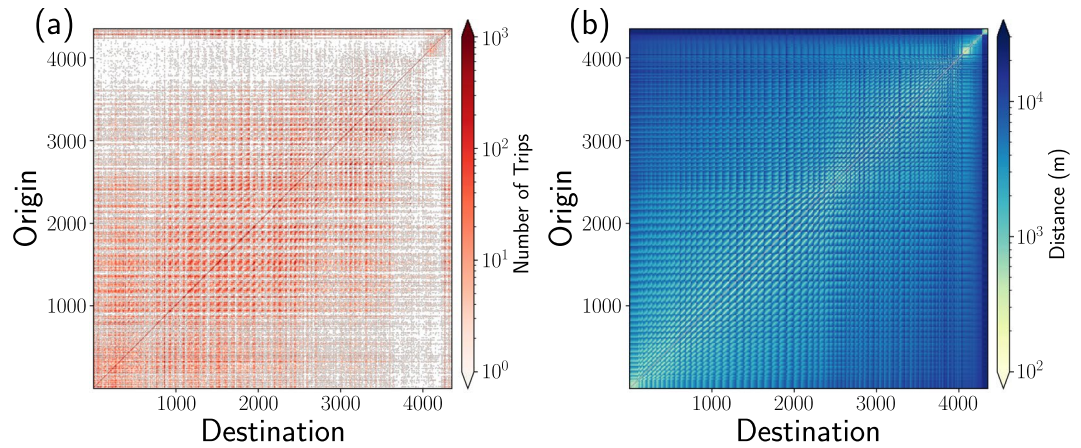 (a)
Origin
4000
3000
2000
1000
1000 2000 3000 4000
Destination
10^3
10^2
10^1
10^0
Number of Trips
(b)
Origin
4000
3000
2000
1000
1000 2000 3000 4000
Destination
10^4
10^3
10^2
Distance (m)